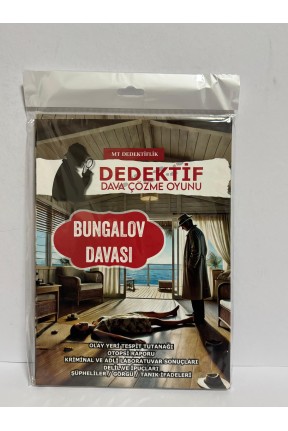 MT DEDEKTİFLİK
DEDEKTİF
DAVA ÇÖZME OYUNU
BUNGALOV
DAVASI
OLAY YERİ TESPİT TUTANAĞI
OTOPSİ RAPORU
KRİMİNAL VE ADLİ LABORATUVAR SONUÇLARI
DELİL VE İPUÇLARI
ŞÜPHELİLER / GÖRGÜ / TANIK İFADELERİ